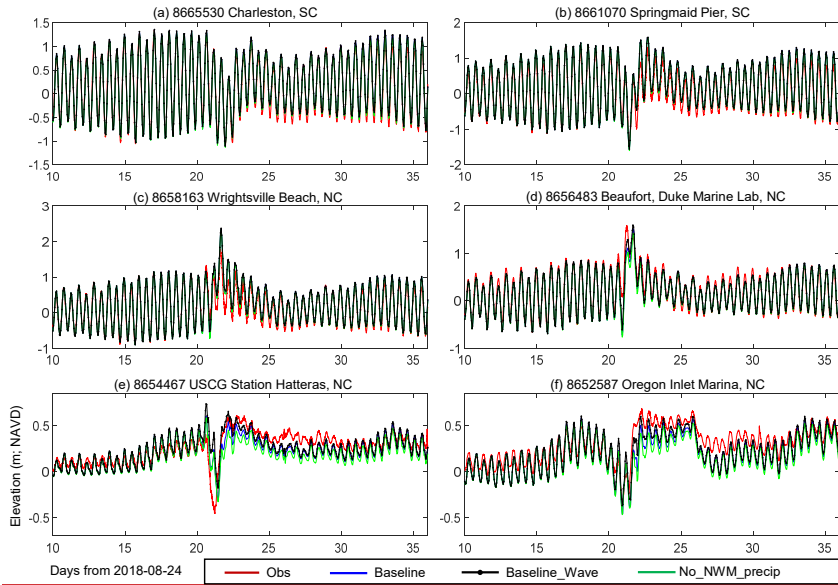 (a) 8665530 Charleston, SC
1.5
1
0.5
0
-0.5
-1
-1.5
10 15 20 25 30 35
(b) 8661070 Springmaid Pier, SC
2
1
0
-1
-2
10 15 20 25 30 35
(c) 8658163 Wrightsville Beach, NC
3
2
1
0
-1
10 15 20 25 30 35
(d) 8656483 Beaufort, Duke Marine Lab, NC
2
1
0
-1
10 15 20 25 30 35
(e) 8654467 USCG Station Hatteras, NC
Elevation (m; NAVD)
0.5
0
-0.5
10 15 20 25 30 35
(f) 8652587 Oregon Inlet Marina, NC
0.5
0
-0.5
10 15 20 25 30 35
Days from 2018-08-24
Obs Baseline Baseline_Wave No_NWM_precip